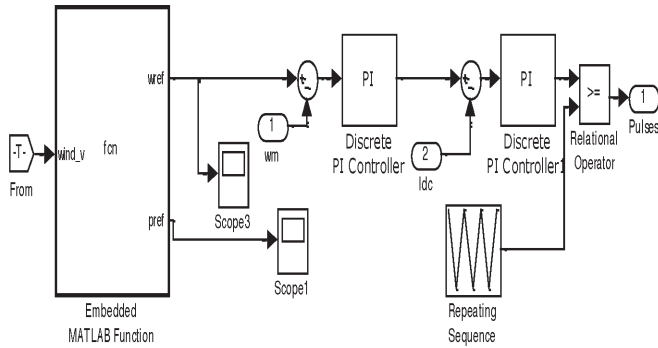 wref
PI
PI
>=
1
Pulses
1
wm
Discrete
PI Controller
Discrete
PI Controller1
Relational
Operator
-T-
From
wind_v
fcn
2
Idc
Scope3
pref
Scope1
Embedded
MATLAB Function
Repeating
Sequence